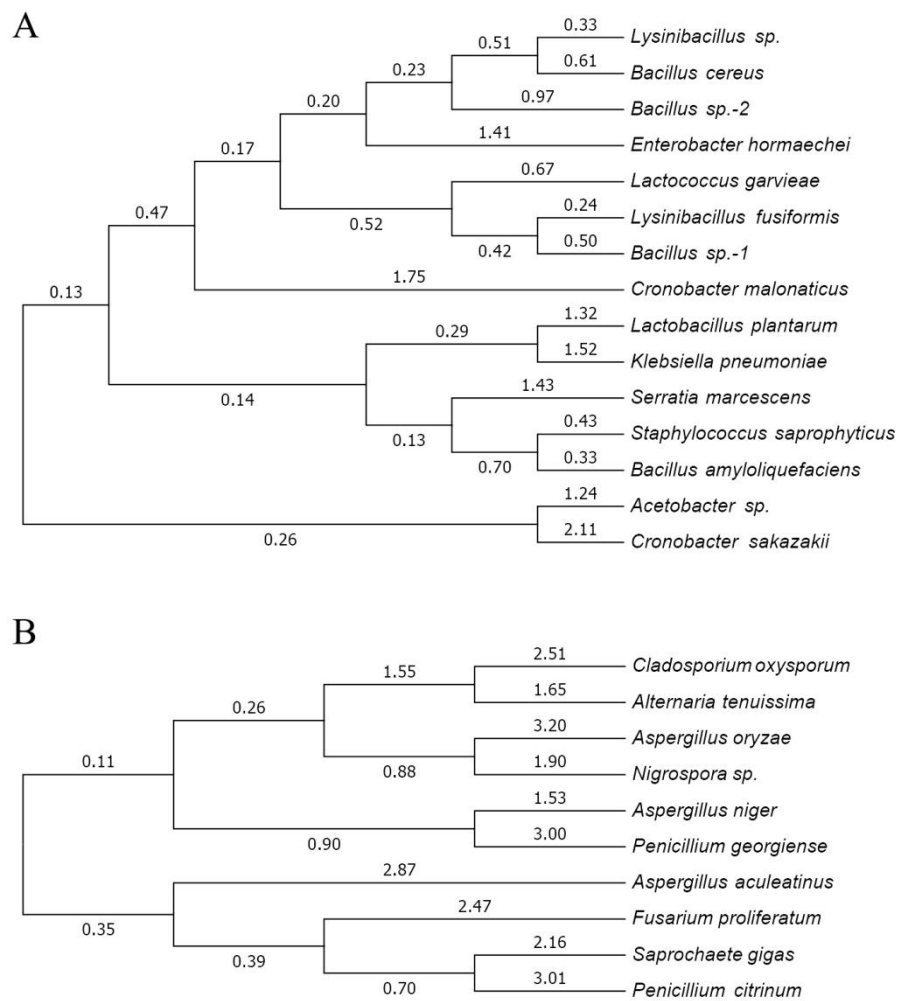 A
0.33
Lysinibacillus sp.
0.51
0.61
Bacillus cereus
0.23
0.97
Bacillus sp.-2
0.20
1.41
Enterobacter hormaechei
0.17
0.67
Lactococcus garvieae
0.52
0.24
Lysinibacillus fusiformis
0.47
0.42
0.50
Bacillus sp.-1
1.75
Cronobacter malonaticus
0.13
1.32
Lactobacillus plantarum
0.29
1.52
Klebsiella pneumoniae
0.14
1.43
Serratia marcescens
0.13
0.43
Staphylococcus saprophyticus
0.70
0.33
Bacillus amyloliquefaciens
1.24
Acetobacter sp.
0.26
2.11
Cronobacter sakazakii
B
2.51
Cladosporium oxysporum
1.55
1.65
Alternaria tenuissima
0.26
3.20
Aspergillus oryzae
0.88
1.90
Nigrospora sp.
0.11
1.53
Aspergillus niger
0.90
3.00
Penicillium georgiense
2.87
Aspergillus aculeatinus
0.35
2.47
Fusarium proliferatum
0.39
2.16
Saprochaete gigas
0.70
3.01
Penicillium citrinum